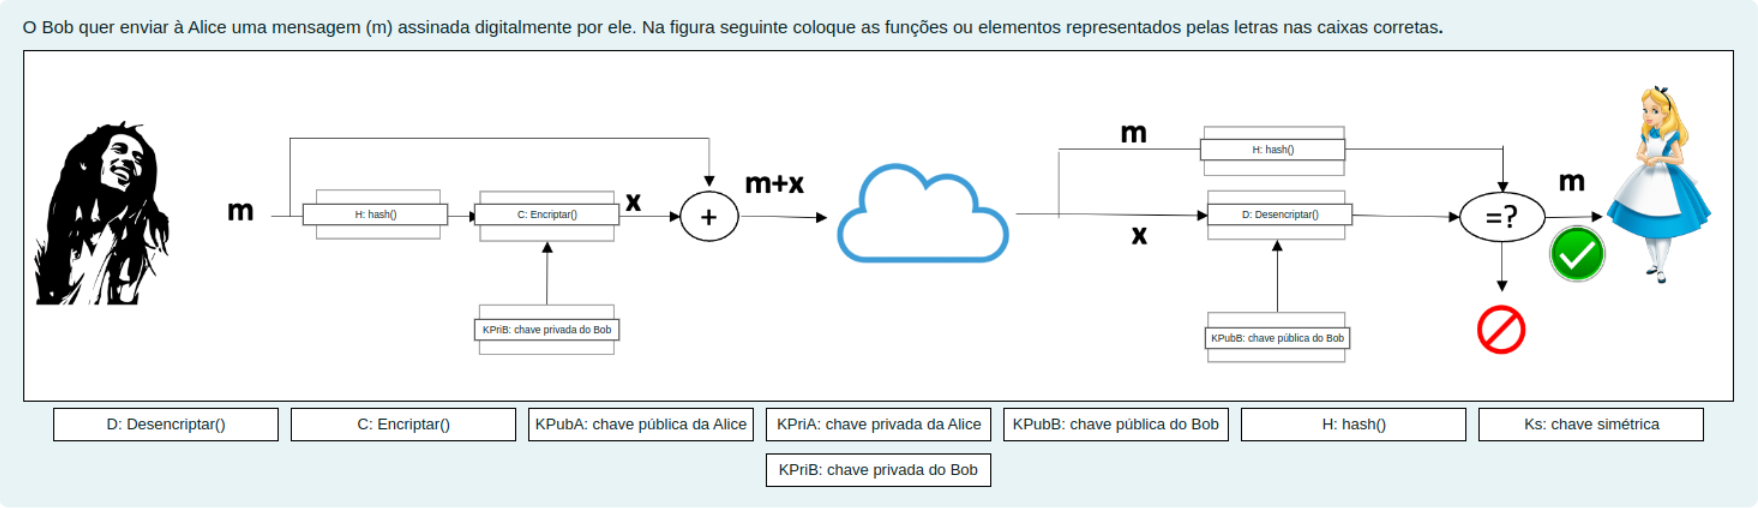 O Bob quer enviar à Alice uma mensagem (m) assinada digitalmente por ele. Na figura seguinte coloque as funções ou elementos representados pelas letras nas caixas corretas.
m
H: hash()
C: Encriptar()
x
+
m+x
KPriB: chave privada do Bob
m
H: hash()
x
D: Desencriptar()
KPubB: chave pública do Bob
=?
m
D: Desencriptar()
C: Encriptar()
KPubA: chave pública da Alice
KPriA: chave privada da Alice
KPubB: chave pública do Bob
H: hash()
Ks: chave simétrica
KPriB: chave privada do Bob